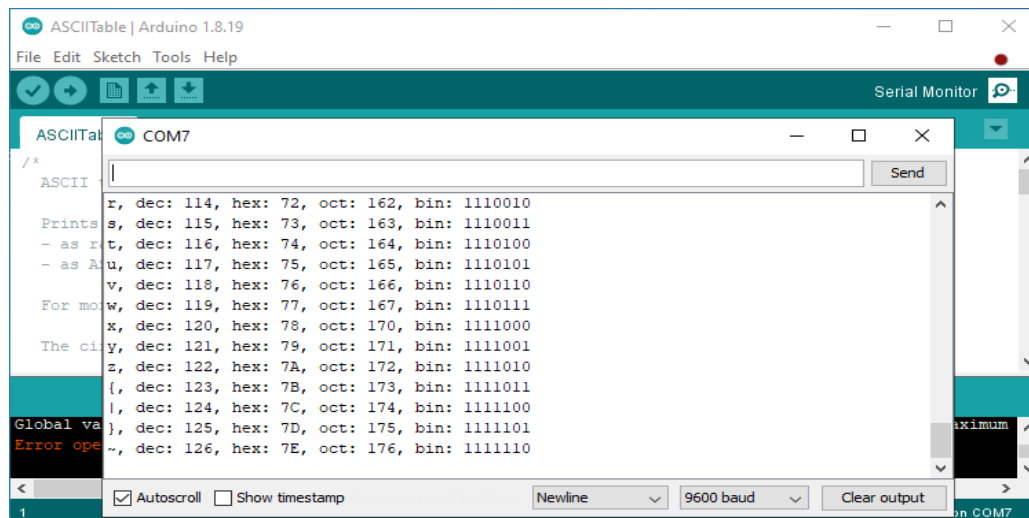 ASCIITable | Arduino 1.8.19
File Edit Sketch Tools Help
Serial Monitor
ASCIITab
COM7
/*
ASCII
Send
Prints
- as
- as
For
The
r, dec: 114, hex: 72, oct: 162, bin: 1110010
s, dec: 115, hex: 73, oct: 163, bin: 1110011
t, dec: 116, hex: 74, oct: 164, bin: 1110100
u, dec: 117, hex: 75, oct: 165, bin: 1110101
v, dec: 118, hex: 76, oct: 166, bin: 1110110
w, dec: 119, hex: 77, oct: 167, bin: 1110111
x, dec: 120, hex: 78, oct: 170, bin: 1111000
y, dec: 121, hex: 79, oct: 171, bin: 1111001
z, dec: 122, hex: 7A, oct: 172, bin: 1111010
{, dec: 123, hex: 7B, oct: 173, bin: 1111011
|, dec: 124, hex: 7C, oct: 174, bin: 1111100
}, dec: 125, hex: 7D, oct: 175, bin: 1111101
~, dec: 126, hex: 7E, oct: 176, bin: 1111110
Global va
Error ope
Autoscroll Show timestamp Newline 9600 baud Clear output
1
on COM7